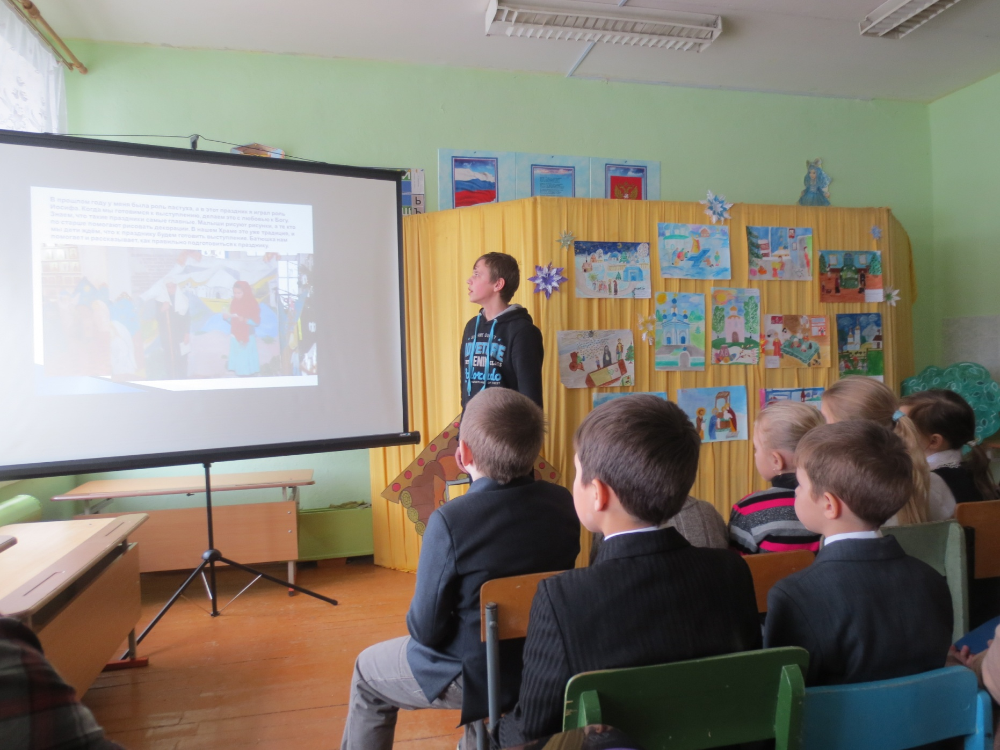 В прошлом году у меня была роль пастуха, а в этот праздник я играл роль
Иосифа. Когда мы готовимся к выступлению, делаем это с любовью к Богу.
Знаем, что такие праздники самые главные. Малыши рисуют рисунки, а те кто
по старше помогают рисовать декорации. В нашем Храме это уже традиция, и
мы дети ждём, что к празднику будем готовить выступление. Батюшка нам
помогает и рассказывает, как правильно подготовиться к празднику.
Ь
Colorado